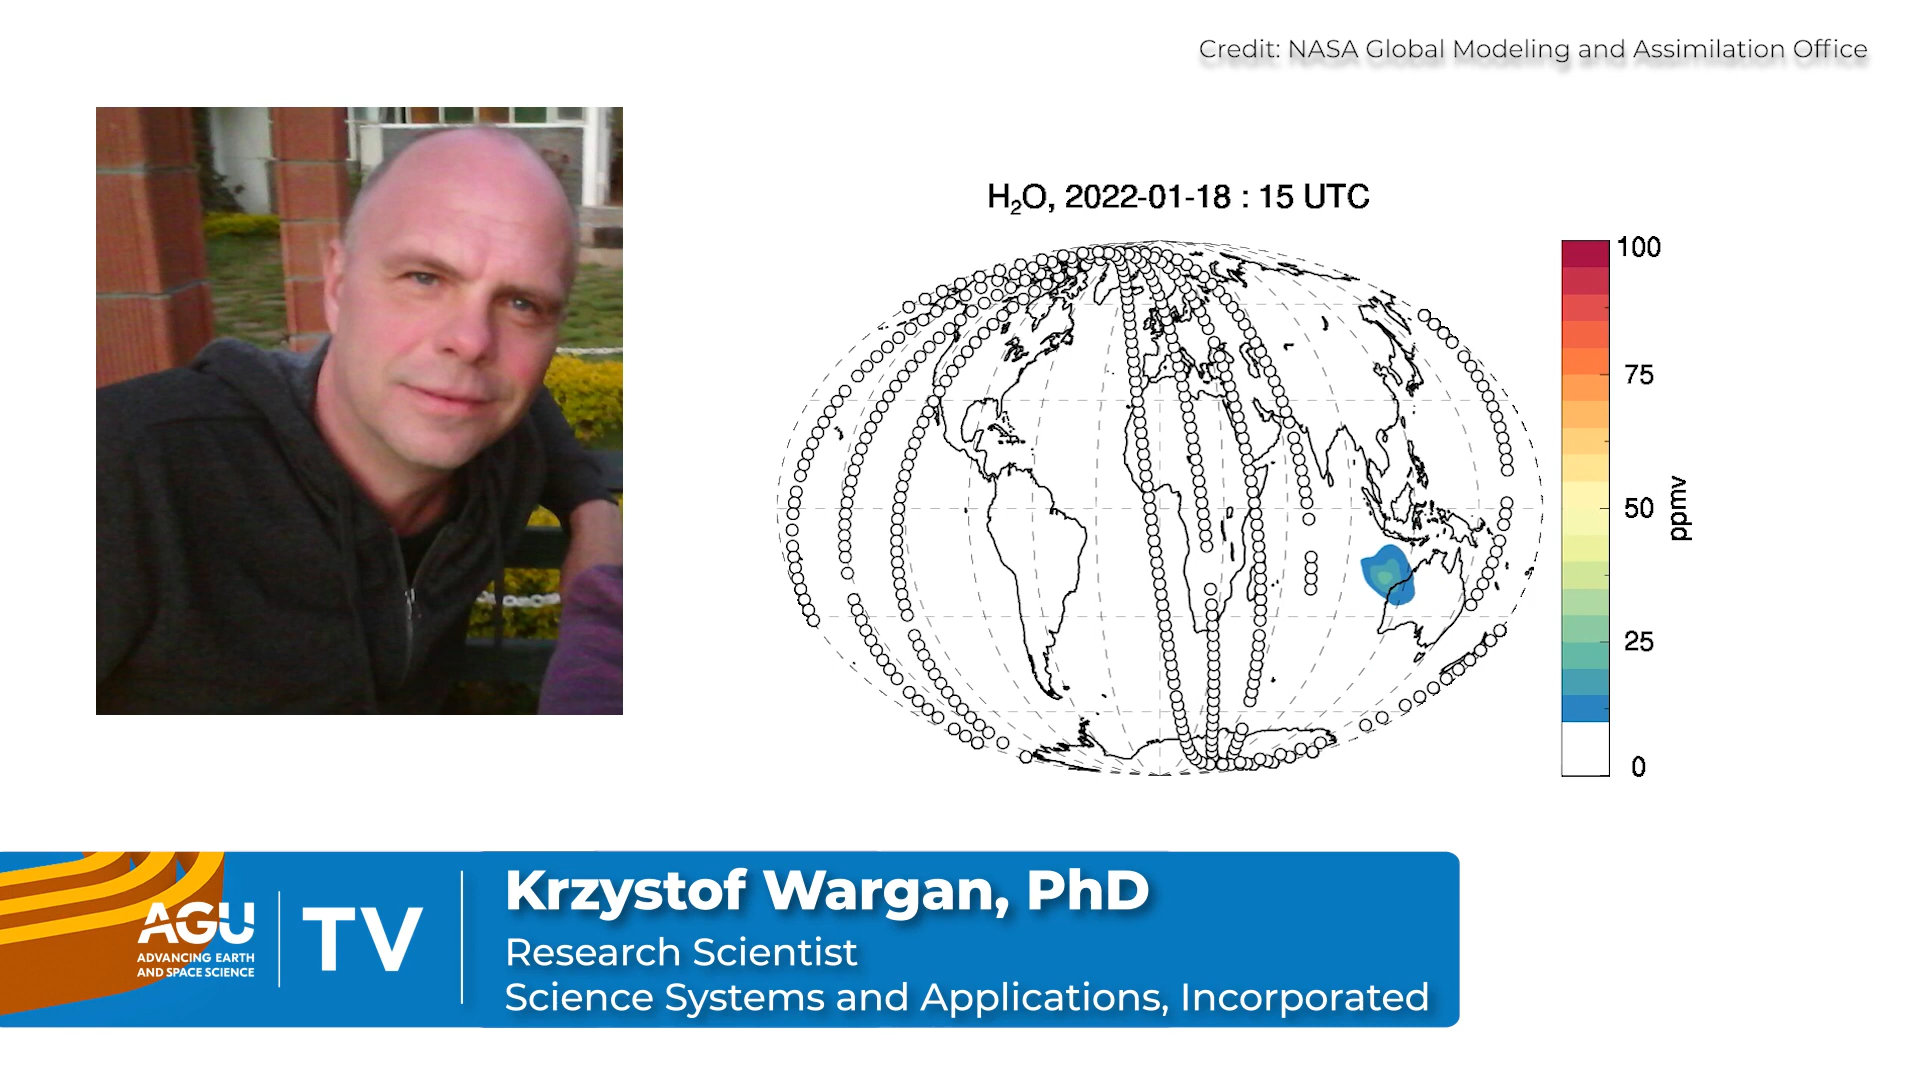 Credit: NASA Global Modeling and Assimilation Office
H₂O, 2022-01-18 : 15 UTC
100
75
50
25
0
ppmv
AGU
ADVANCING EARTH
AND SPACE SCIENCE
TV
Krzystof Wargan, PhD
Research Scientist
Science Systems and Applications, Incorporated